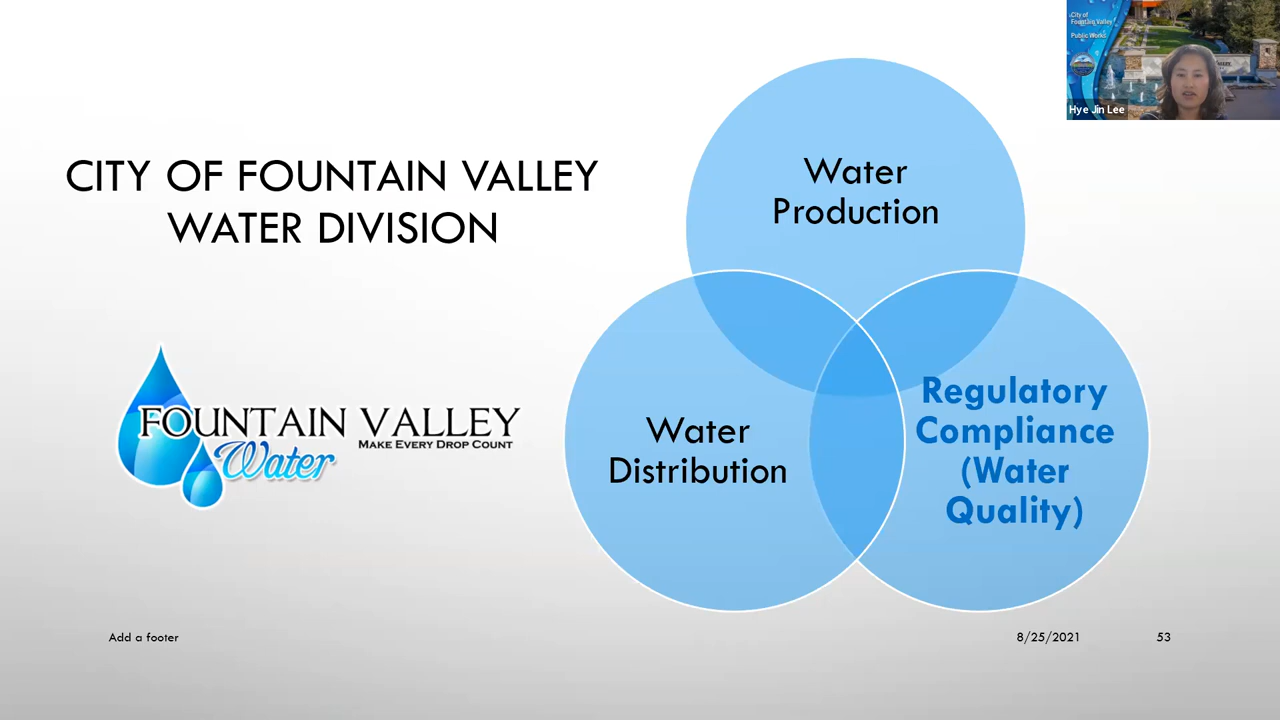 City of
Fountain Valley
Public Works
Hye Jin Lee
CITY OF FOUNTAIN VALLEY
WATER DIVISION
FOUNTAIN VALLEY
MAKE EVERY DROP COUNT
Water
Water
Production
Water
Distribution
Regulatory
Compliance
(Water
Quality)
Add a footer
8/25/2021
53